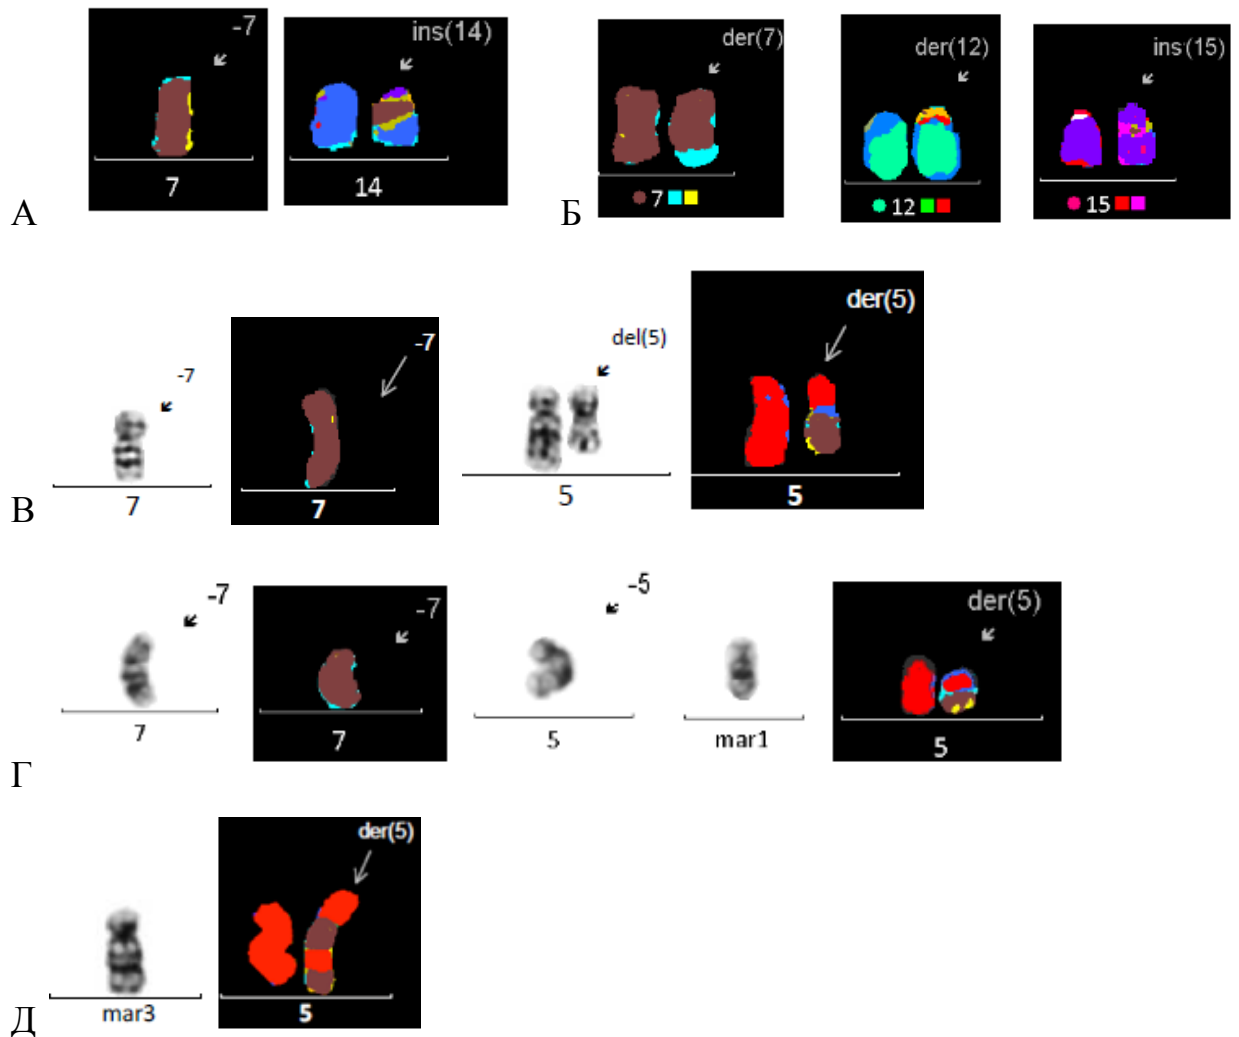 -7
ins(14)
7
14
А
der(7)
der(12)
ins(15)
7
12
15
Б
-7
-7
del(5)
der(5)
7
7
5
5
В
-7
-7
-5
der(5)
7
7
5
mar1
5
Г
der(5)
mar3
5
Д